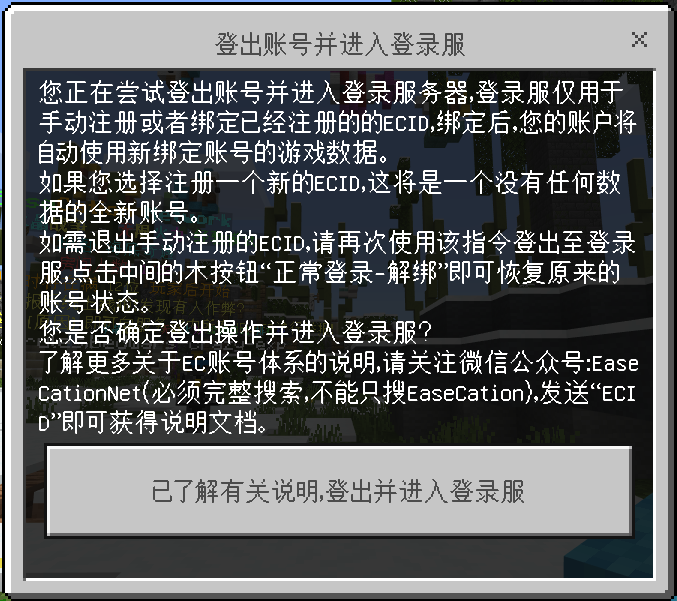 登出账号并进入登录服
您正在尝试登出账号并进入登录服务器,登录服仅用于
手动注册或者绑定已经注册的的ECID,绑定后,您的账户将
自动使用新绑定账号的游戏数据。
如果您选择注册一个新的ECID,这将是一个没有任何数
据的全新账号。
如需退出手动注册的ECID,请再次使用该指令登出至登录
服,点击中间的木按钮“正常登录-解绑”即可恢复原来的
账号状态。
您是否确定登出操作并进入登录服?
了解更多关于EC账号体系的说明,请关注微信公众号:Ease
CationNet(必须完整搜索,不能只搜EaseCation),发送“ECI
D”即可获得说明文档。
已了解有关说明,登出并进入登录服